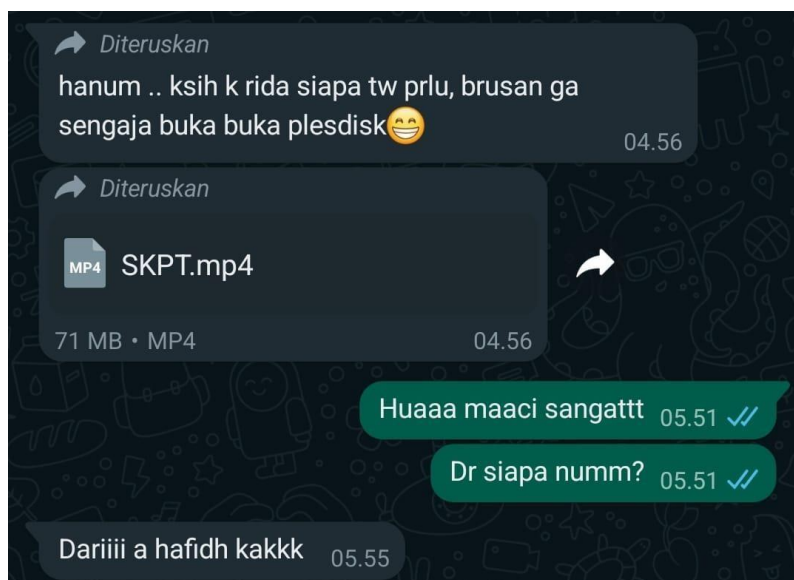 Diteruskan
hanum .. ksih k rida siapa tw prlu, brusan ga
sengaja buka buka plesdisk😁
04.56
Diteruskan
MP4 SKPT.mp4
71 MB • MP4 04.56
Huaaa maaci sangattt 05.51
Dr siapa numm? 05.51
Dariiii a hafidh kakkk 05.55